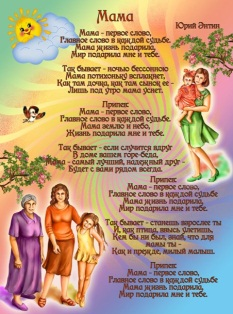 Мама
Юрий Энтин
Мама - первое слово,
Главное слово в каждой судьбе.
Мама жизнь подарила,
Мир подарила мне и тебе.
Так бывает - ночью бессонною
Мама потихоньку всплакнет,
Как там дочка, как там сынок ее -
Лишь под утро мама уснет.
Припев:
Мама - первое слово,
Главное слово в каждой судьбе.
Мама землю и небо,
Жизнь подарила мне и тебе.
Так бывает - если случится вдруг
В доме вашем горе-беда,
Мама - самый лучший, надежный друг -
Будет с вами рядом всегда.
Припев:
Мама - первое слово,
Главное слово в каждой судьбе
Мама жизнь подарила,
Мир подарила мне и тебе.
Так бывает - станешь взрослее ты
И, как птица, ввысь улетишь,
Кем бы ни был, знай, что для
мамы ты -
Как и прежде, милый малыш.
Припев:
Мама - первое слово,
Главное слово в каждой судьбе
Мама жизнь подарила,
Мир подарила мне и тебе.